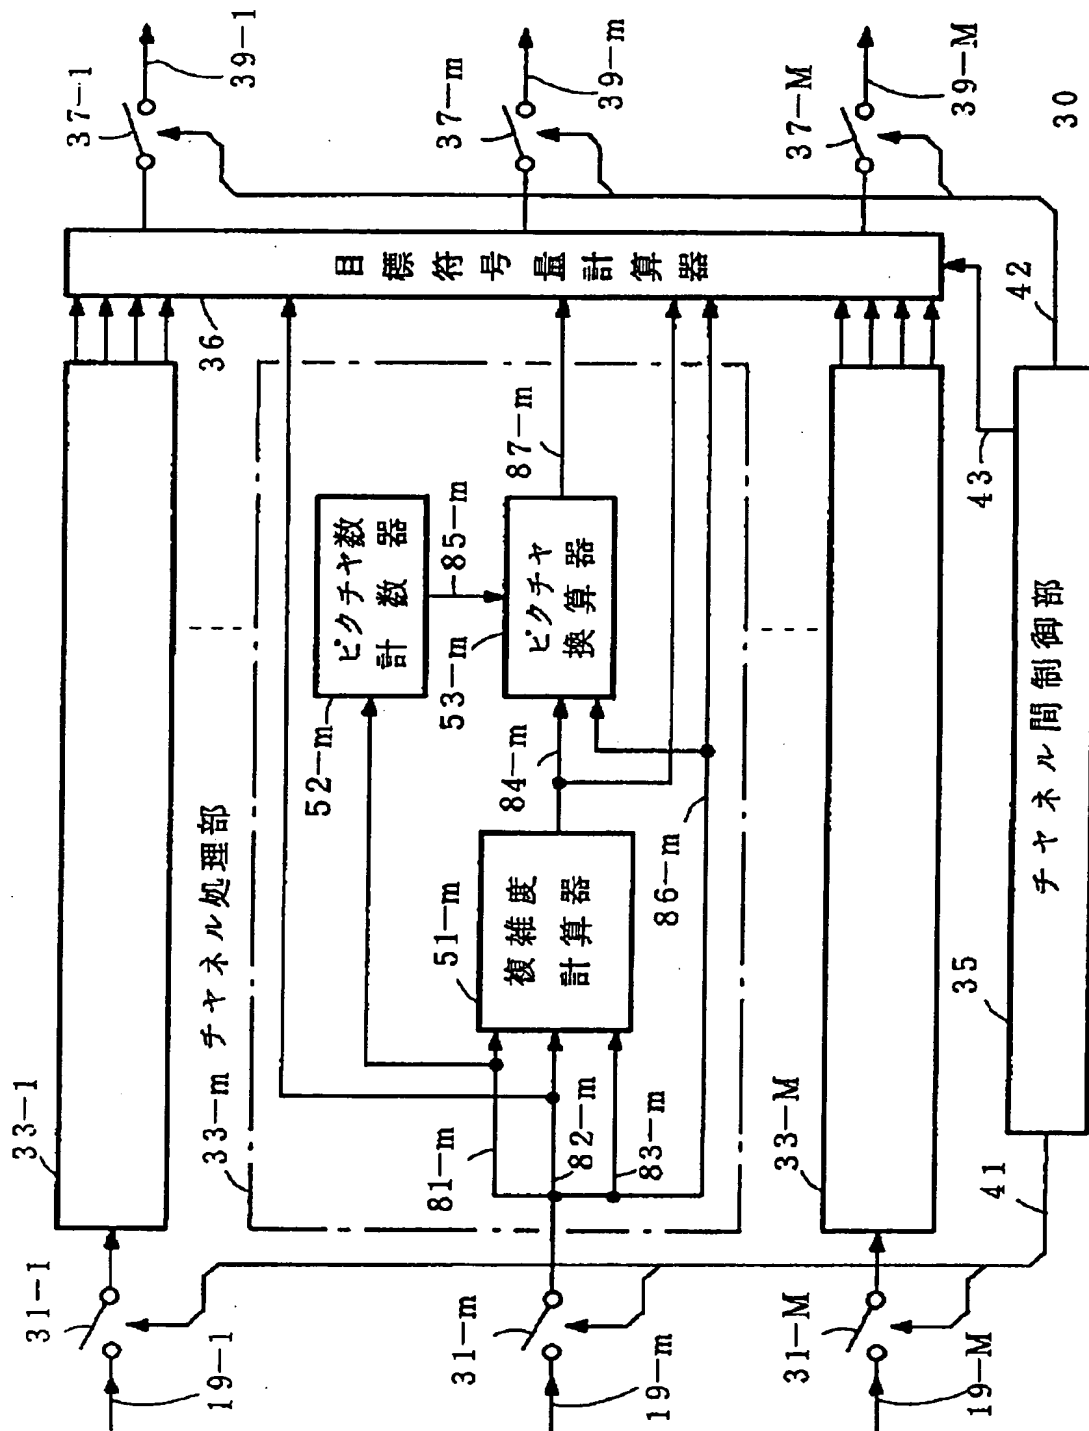 31-1
19-1
33-1
37-1
39-1
36
目標符号量計算器
33-m チャネル処理部
31-m
19-m
81-m
82-m
83-m
51-m
複雑度
計算器
52-m
ピクチャ数
計数器
85-m
53-m
ピクチャ
換算器
84-m
86-m
87-m
37-m
39-m
31-M
19-M
33-M
37-M
39-M
41
35
チャネル間制御部
43
42
30